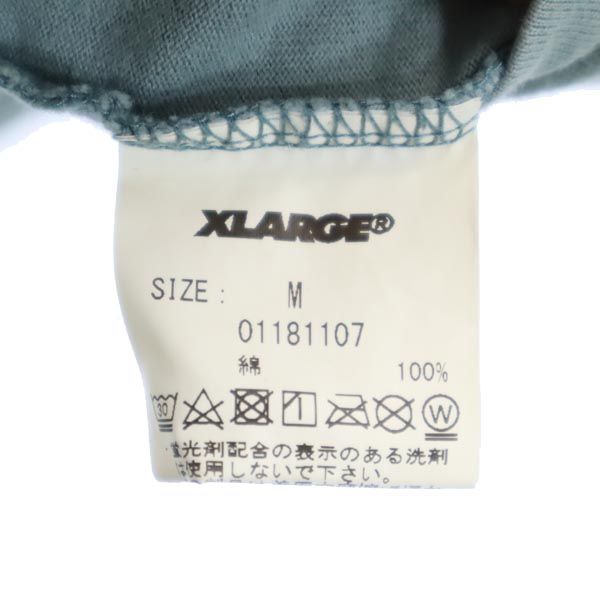 XLARGE®
SIZE: M
01181107
綿 100%
30 W
光剤配合の表示のある洗剤
は使用しないで下さい。